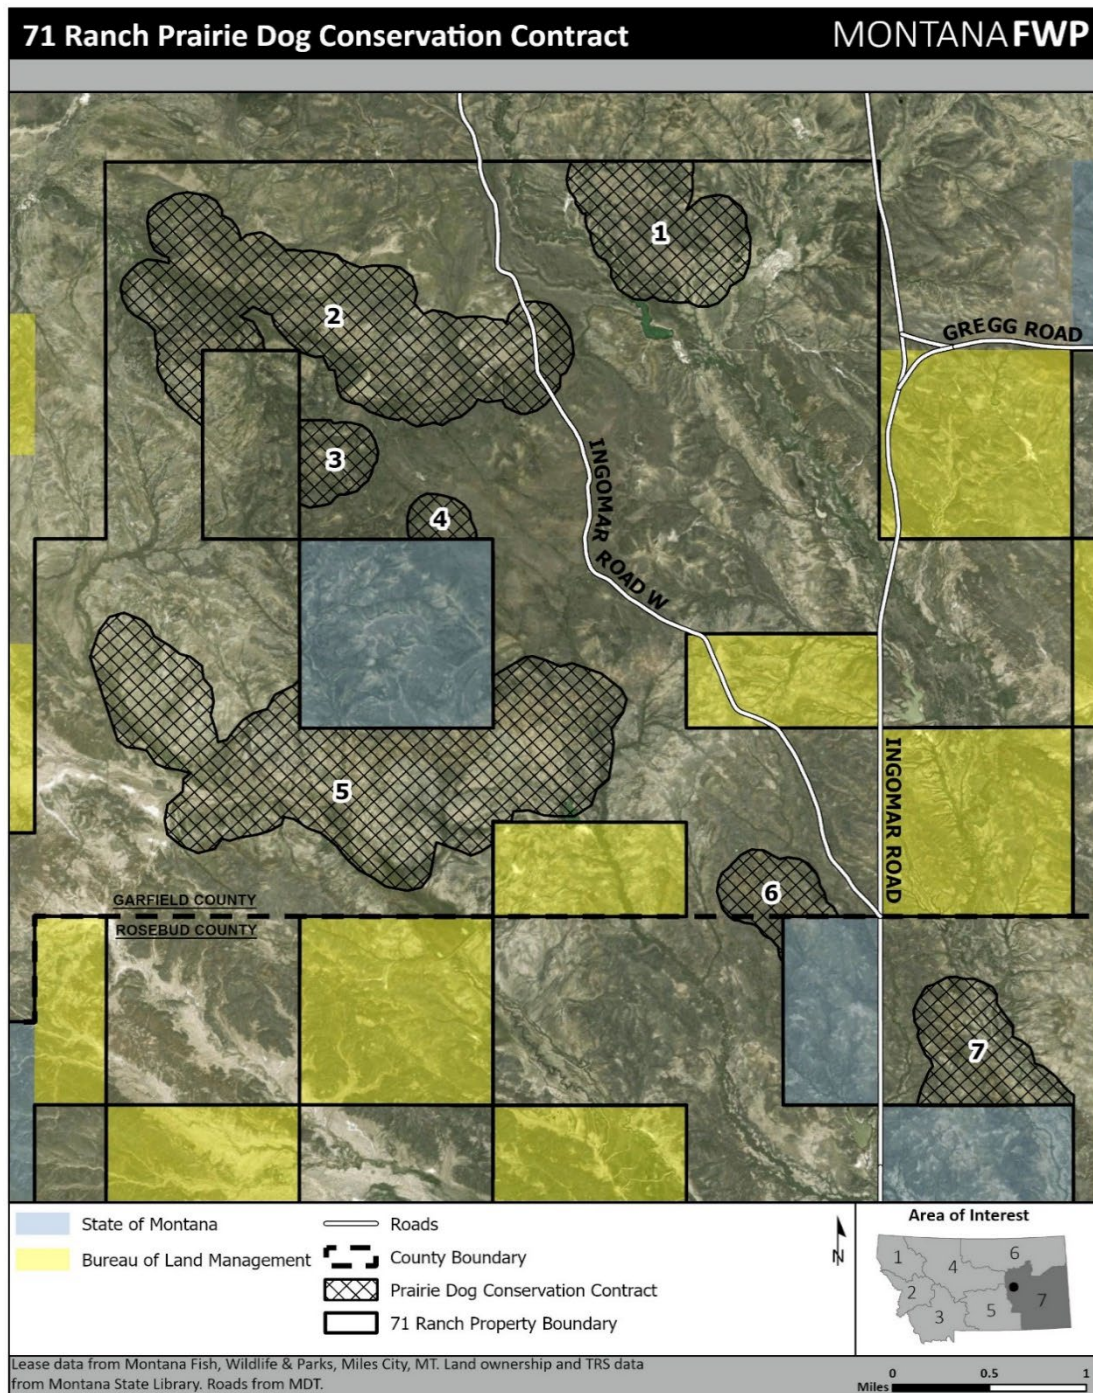 71 Ranch Prairie Dog Conservation Contract
MONTANAFWP
1
2
GREGG ROAD
3
4
INGOMAR ROAD W
5
INGOMAR ROAD
6
GARFIELD COUNTY
ROSEBUD COUNTY
7
State of Montana
Bureau of Land Management
Roads
County Boundary
Prairie Dog Conservation Contract
71 Ranch Property Boundary
N
Area of Interest
1
2
3
4
5
6
7
Lease data from Montana Fish, Wildlife & Parks, Miles City, MT. Land ownership and TRS data
from Montana State Library. Roads from MDT.
0 0.5 1
Miles